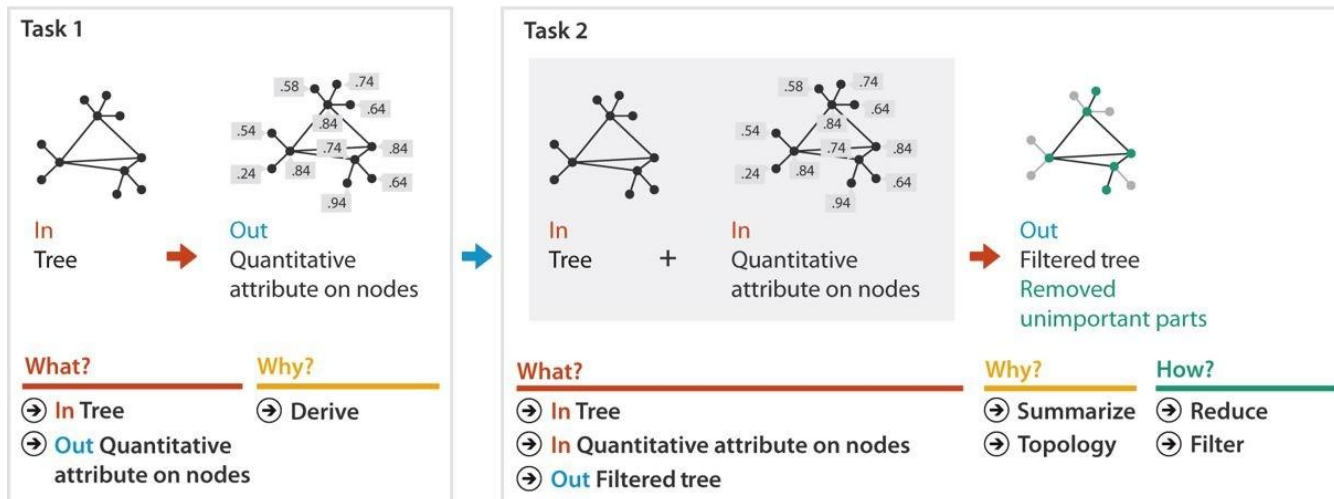 Task 1
.58
.74
.64
.54
.84
.74
.84
.24
.84
.64
.94
In
Tree
Out
Quantitative
attribute on nodes
What?
In Tree
Out Quantitative
attribute on nodes
Why?
Derive
Task 2
.58
.74
.64
.54
.84
.74
.84
.24
.84
.64
.94
In
Tree
+
In
Quantitative
attribute on nodes
Out
Filtered tree
Removed
unimportant parts
What?
In Tree
In Quantitative attribute on nodes
Out Filtered tree
Why?
Summarize
Topology
How?
Reduce
Filter